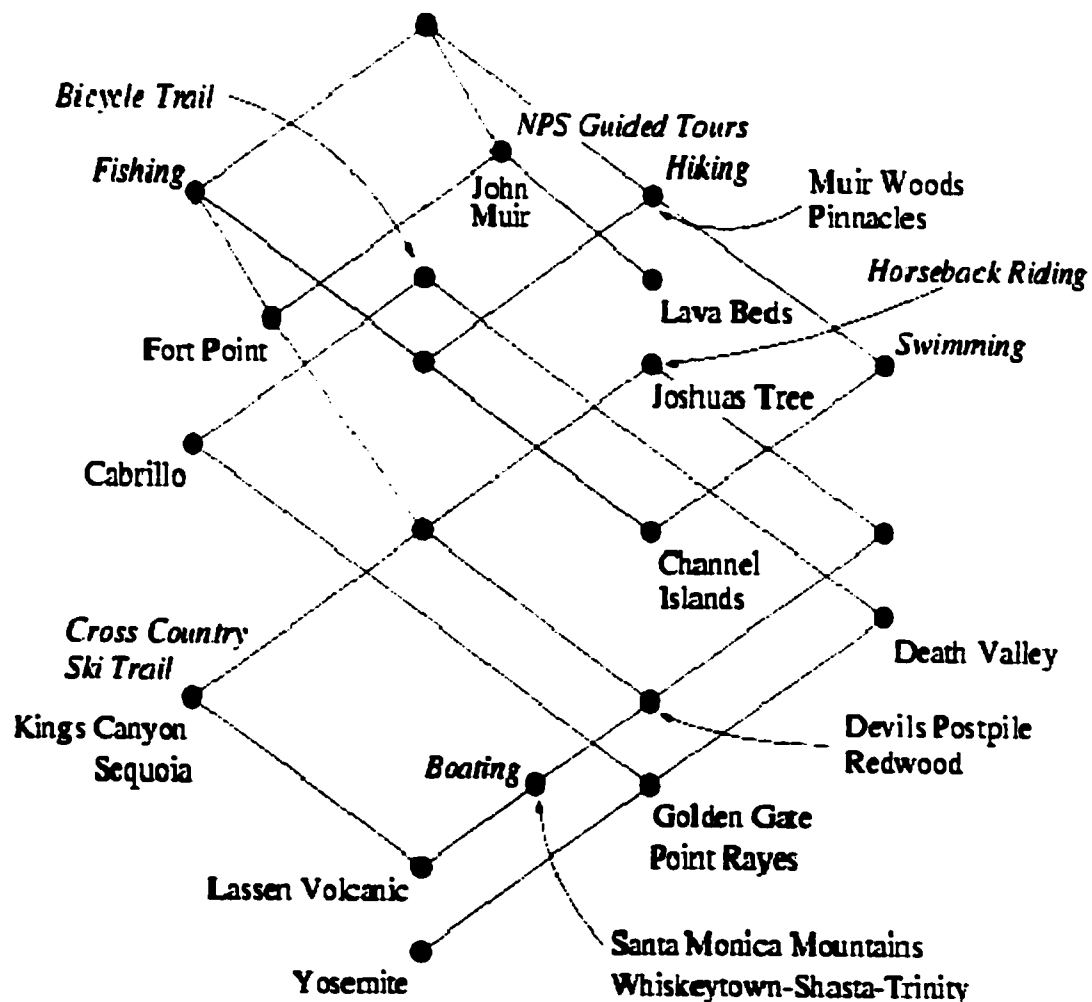 Bicycle Trail
NPS Guided Tours
Fishing
John
Muir
Hiking
Muir Woods
Pinnacles
Horseback Riding
Lava Beds
Fort Point
Swimming
Joshuas Tree
Cabrillo
Channel
Islands
Cross Country
Ski Trail
Death Valley
Kings Canyon
Sequoia
Devils Postpile
Redwood
Boating
Golden Gate
Point Rayes
Lassen Volcanic
Santa Monica Mountains
Whiskeytown-Shasta-Trinity
Yosemite